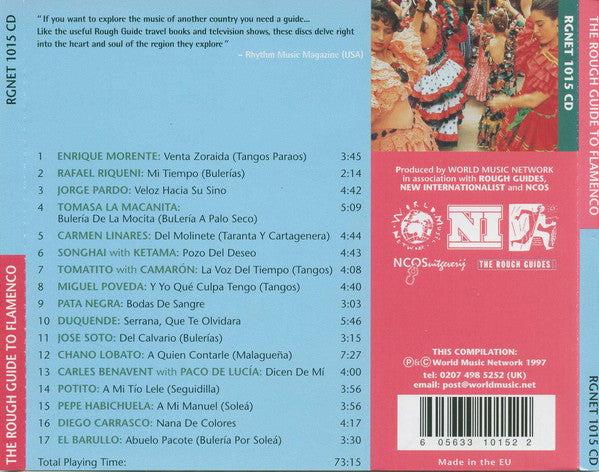 RGNET 1015 CD
THE ROUGH GUIDE TO FLAMENCO
"If you want to explore the music of another country you need a guide...
Like the useful Rough Guide travel books and television shows, these discs delve right
into the heart and soul of the region they explore"
– Rhythm Music Magazine (USA)
1 ENRIQUE MORENTE: Venta Zoraida (Tangos Paraos) 3:45
2 RAFAEL RIQUENI: Mi Tiempo (Bulerías) 2:14
3 JORGE PARDO: Veloz Hacia Su Sino 4:42
4 TOMASA LA MACANITA: 5:09
Bulería De La Mocita (BuLería A Palo Seco)
5 CARMEN LINARES: Del Molinete (Taranta Y Cartagenera) 4:44
6 SONGHAI with KETAMA: Pozo Del Deseo 4:43
7 TOMATITO with CAMARÓN: La Voz Del Tiempo (Tangos) 4:08
8 MIGUEL POVEDA: Y Yo Qué Culpa Tengo (Tangos) 4:40
9 PATA NEGRA: Bodas De Sangre 3:03
10 DUQUENDE: Serrana, Que Te Olvidara 5:46
11 JOSE SOTO: Del Calvario (Bulerías) 3:15
12 CHANO LOBATO: A Quien Contarle (Malagueña) 7:27
13 CARLES BENAVENT with PACO DE LUCÍA: Dicen De Mí 4:00
14 POTITO: A Mi Tío Lele (Seguidilla) 3:56
15 PEPE HABICHUELA: A Mi Manuel (Soleá) 3:56
16 DIEGO CARRASCO: Nana De Colores 4:17
17 EL BARULLO: Abuelo Pacote (Bulería Por Soleá) 3:30
Total Playing Time: 73:15
RGNET 1015 CD
Produced by WORLD MUSIC NETWORK
in association with ROUGH GUIDES,
NEW INTERNATIONALIST and NCOS
WORLD MUSIC NETWORK
NI
NCOS uitgeverij
THE ROUGH GUIDES
THIS COMPILATION:
℗&© World Music Network 1997
tel: 0207 498 5252 (UK)
email: post@worldmusic.net
6 05633 10152 2
Made in the EU
THE ROUGH GUIDE TO FLAMENCO
RGNET 1015 CD